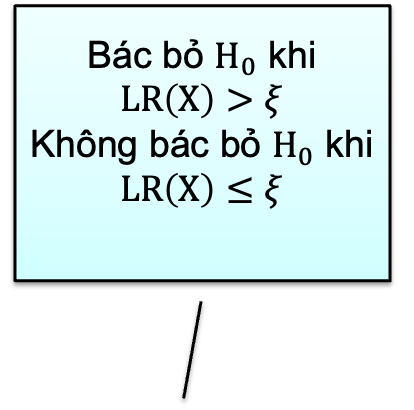 Bác bỏ H₀ khi
LR(X) > ξ
Không bác bỏ H₀ khi
LR(X) ≤ ξ